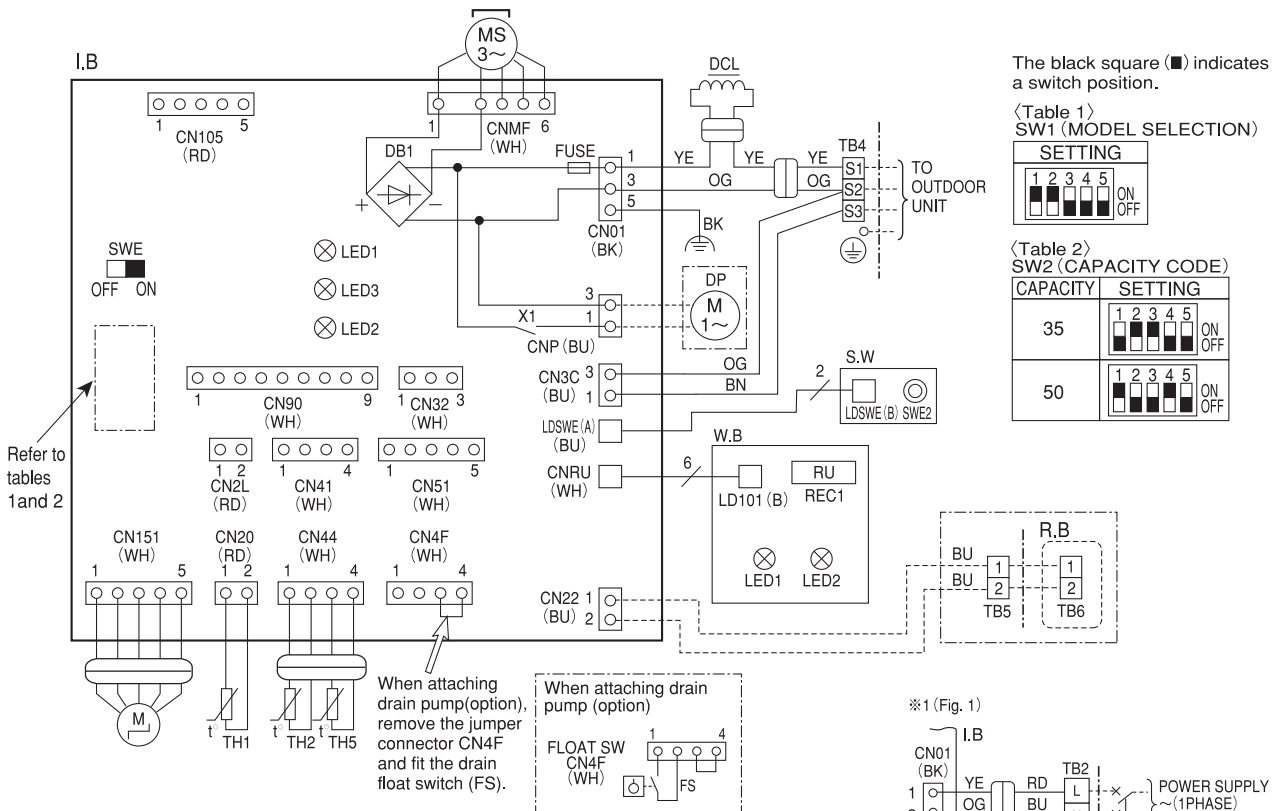 I.B
MS
3～
1 CNMF 6
(WH)
1 CN105 5
(RD)
DB1
+ −
FUSE
1
3
5
CN01
(BK)
YE
DCL
YE
YE
OG
OG
BK
TB4
S1
S2
S3
TO
OUTDOOR
UNIT
SWE
OFF ON
LED1
LED3
LED2
X1
3
1
CNP (BU)
DP
M
1～
1 CN90 9
(WH)
1 CN32 3
(WH)
CN3C 3
(BU) 1
OG
BN
LDSWE (A)
(BU)
2
S.W
LDSWE (B) SWE2
CNRU
(WH)
6
W.B
LD101 (B)
RU
REC1
LED1
LED2
Refer to
tables
1and 2
1 2
CN2L
(RD)
1 4
CN41
(WH)
1 5
CN51
(WH)
CN151
(WH)
1 5
CN20
(RD)
1 2
CN44
(WH)
1 4
CN4F
(WH)
1 4
CN22 1
(BU) 2
BU
BU
1
2
TB5
R.B
1
2
TB6
M
t° TH1
t° TH2
t° TH5
When attaching
drain pump(option),
remove the jumper
connector CN4F
and fit the drain
float switch (FS).
When attaching drain
pump (option)
FLOAT SW
CN4F
(WH)
1 4
FS
The black square (■) indicates
a switch position.
〈Table 1〉
SW1 (MODEL SELECTION)
SETTING
1 2 3 4 5
ON
OFF
〈Table 2〉
SW2 (CAPACITY CODE)
CAPACITY SETTING
35
1 2 3 4 5
ON
OFF
50
1 2 3 4 5
ON
OFF
※1 (Fig. 1)
I.B
CN01
(BK)
1
YE
OG
RD
BU
TB2
L
POWER SUPPLY
～(1PHASE)